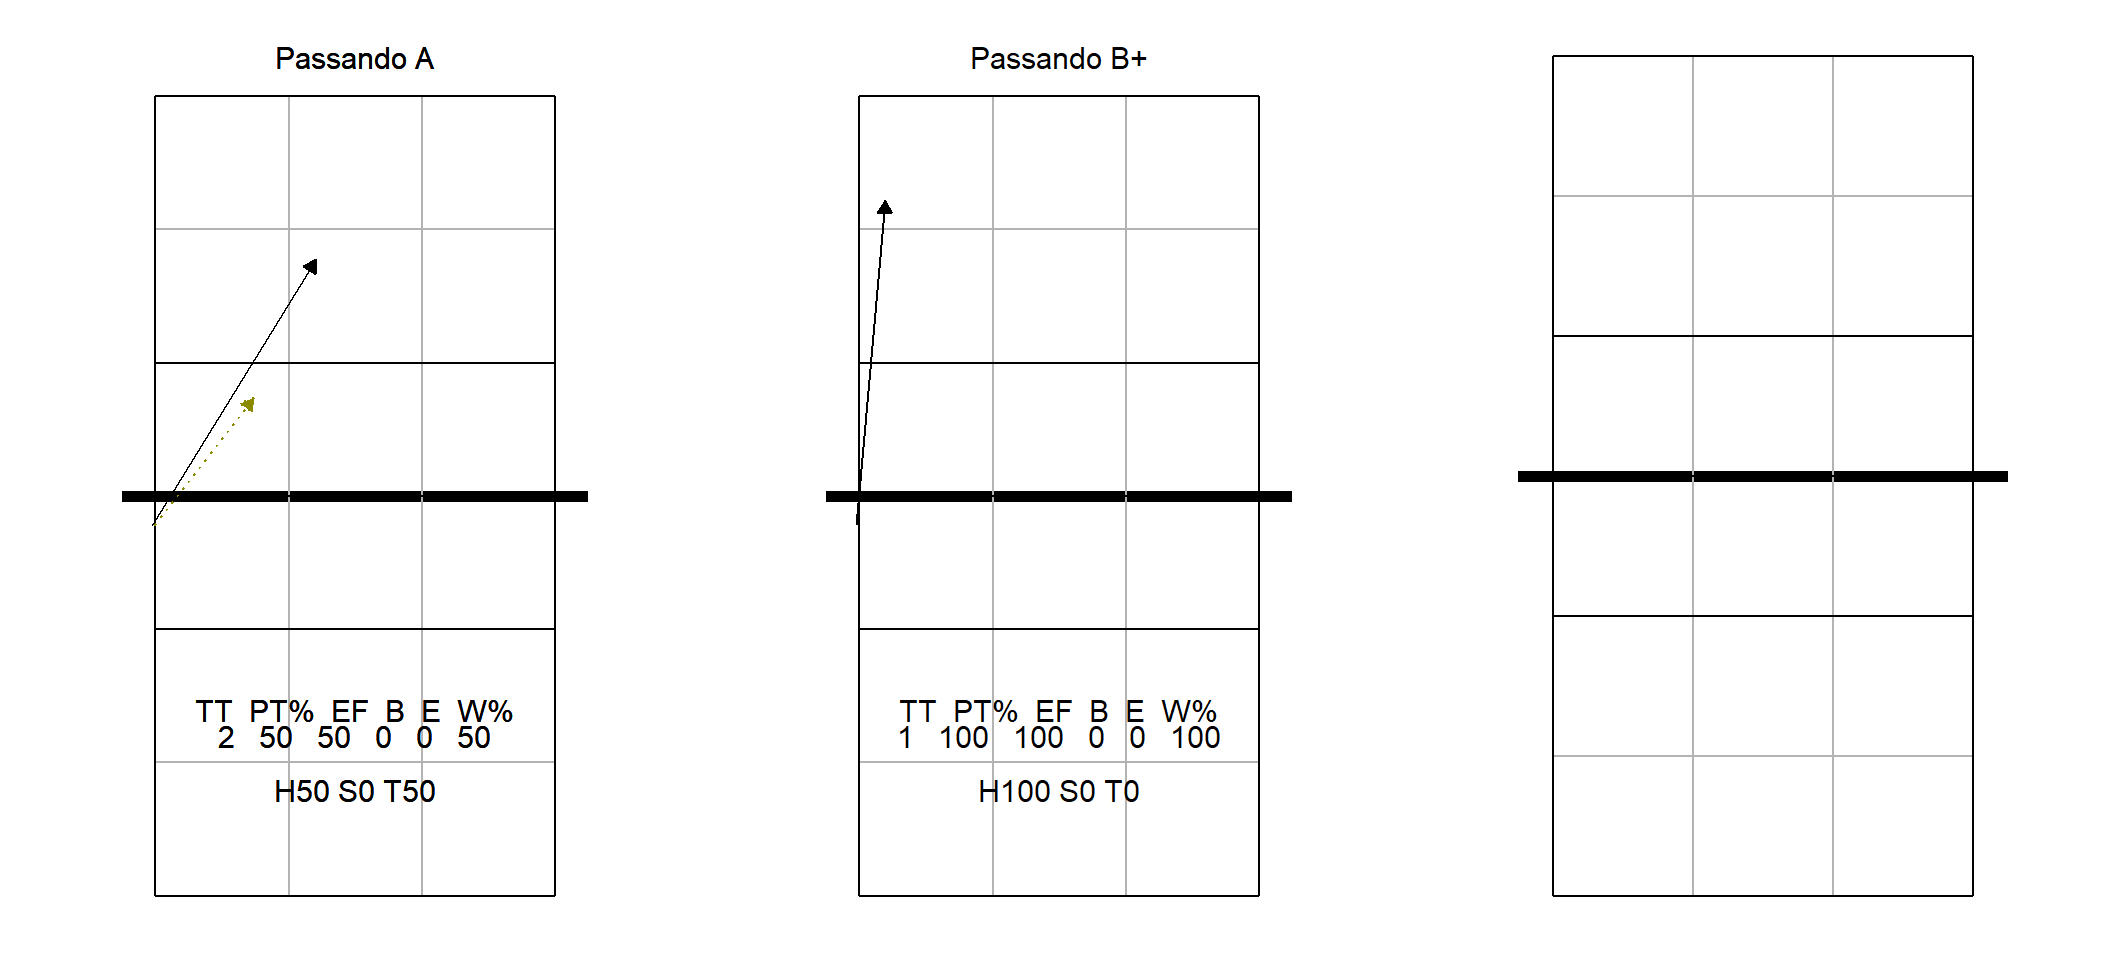 Passando A
TT PT% EF B E W%
2 50 50 0 0 50
H50 S0 T50
Passando B+
TT PT% EF B E W%
1 100 100 0 0 100
H100 S0 T0